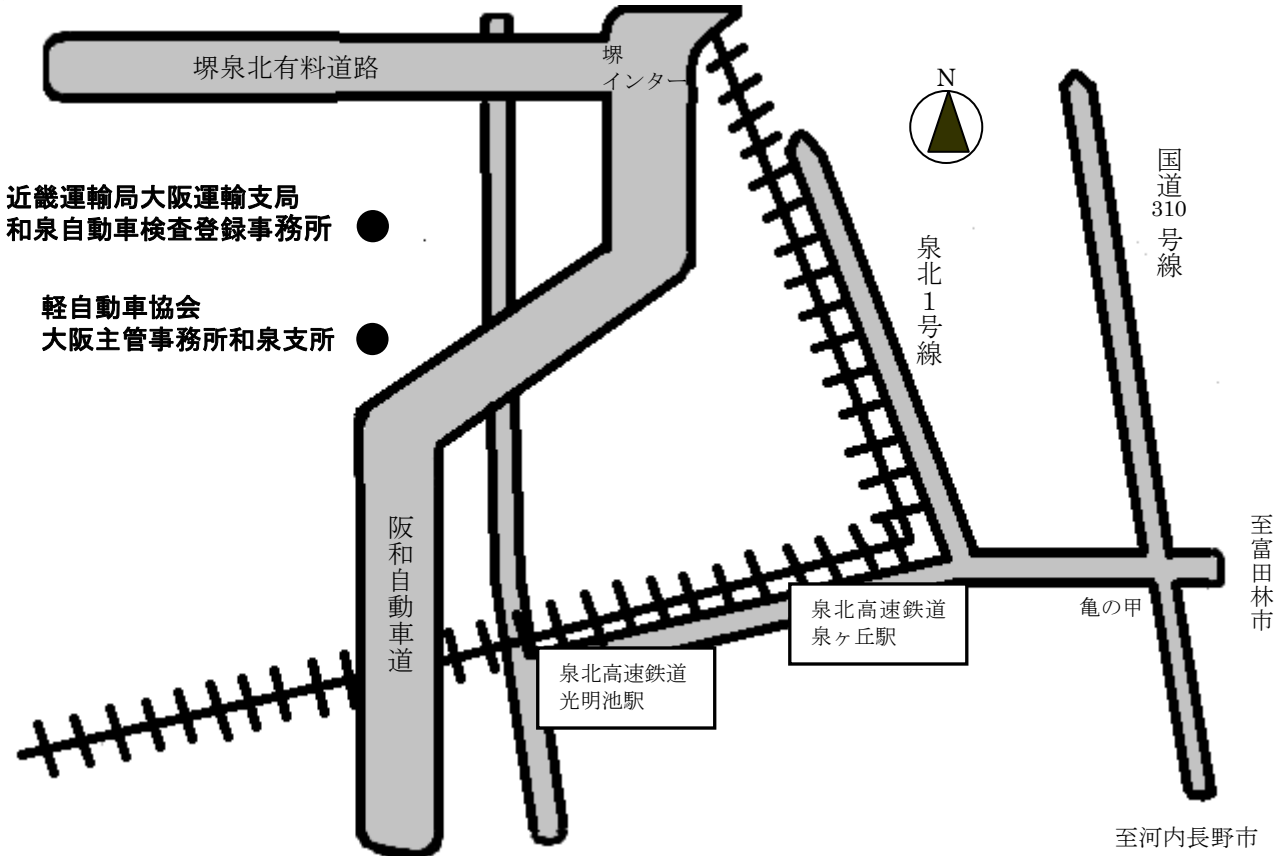 堺泉北有料道路
堺
インター
N
国道310号線
近畿運輸局大阪運輸支局
和泉自動車検査登録事務所
泉北1号線
軽自動車協会
大阪主管事務所和泉支所
阪和自動車道
至富田林市
泉北高速鉄道
泉ヶ丘駅
亀の甲
泉北高速鉄道
光明池駅
至河内長野市